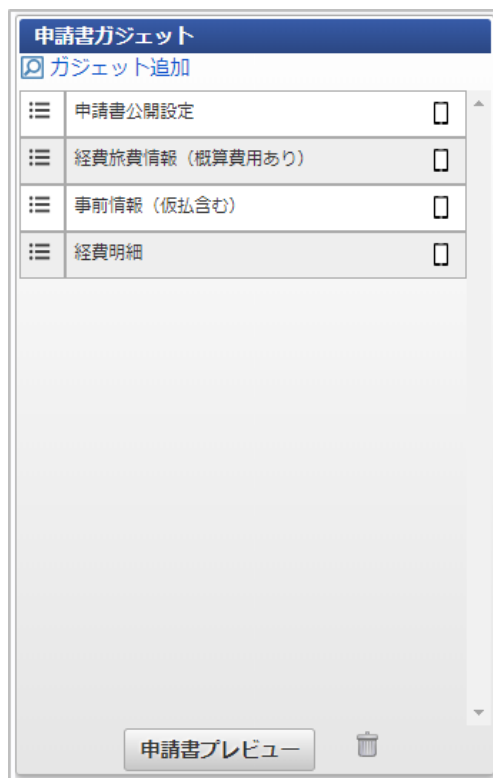 申請書ガジェット
ガジェット追加
申請書公開設定
経費旅費情報（概算費用あり）
事前情報（仮払含む）
経費明細
申請書プレビュー